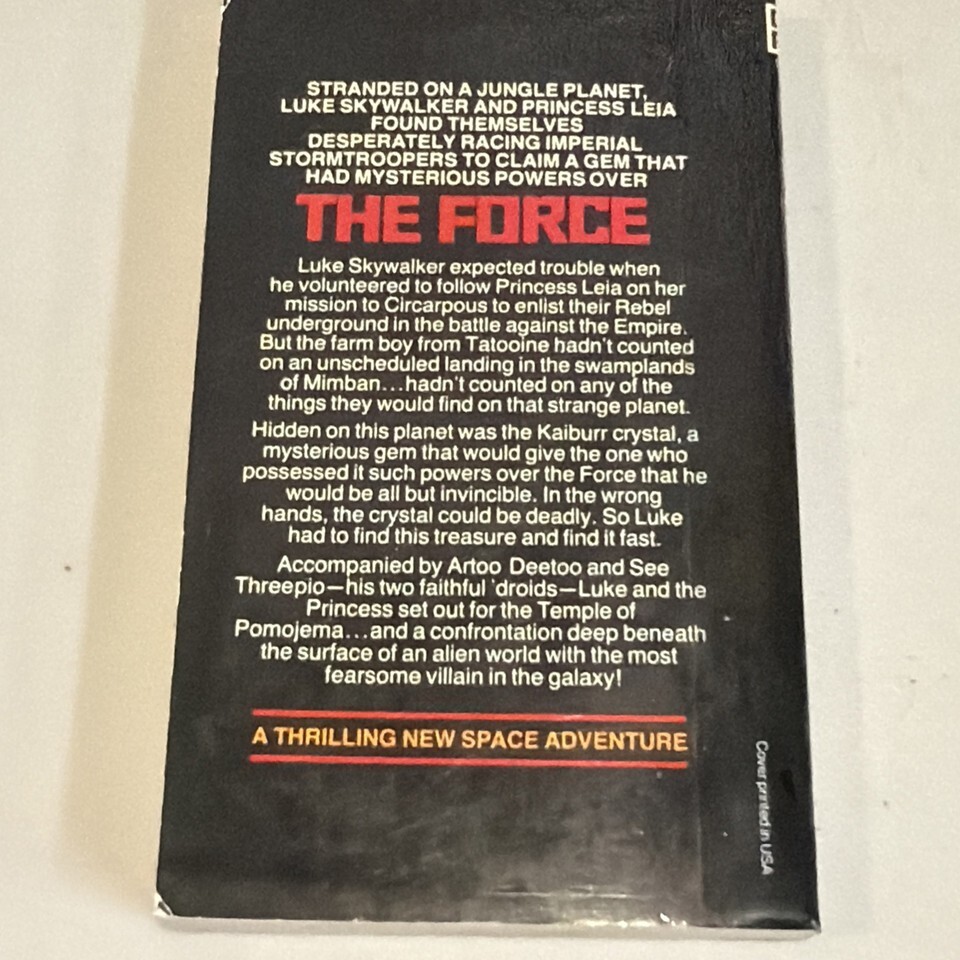 STRANDED ON A JUNGLE PLANET,
LUKE SKYWALKER AND PRINCESS LEIA
FOUND THEMSELVES
DESPERATELY RACING IMPERIAL
STORMTROOPERS TO CLAIM A GEM THAT
HAD MYSTERIOUS POWERS OVER
THE FORCE
Luke Skywalker expected trouble when
he volunteered to follow Princess Leia on her
mission to Circarpous to enlist their Rebel
underground in the battle against the Empire.
But the farm boy from Tatooine hadn't counted
on an unscheduled landing in the swamplands
of Mimban...hadn't counted on any of the
things they would find on that strange planet.
Hidden on this planet was the Kaiburr crystal, a
mysterious gem that would give the one who
possessed it such powers over the Force that he
would be all but invincible. In the wrong
hands, the crystal could be deadly. So Luke
had to find this treasure and find it fast.
Accompanied by Artoo Deetoo and See
Threepio—his two faithful 'droids—Luke and the
Princess set out for the Temple of
Pomojema...and a confrontation deep beneath
the surface of an alien world with the most
fearsome villain in the galaxy!
A THRILLING NEW SPACE ADVENTURE
Cover printed in USA